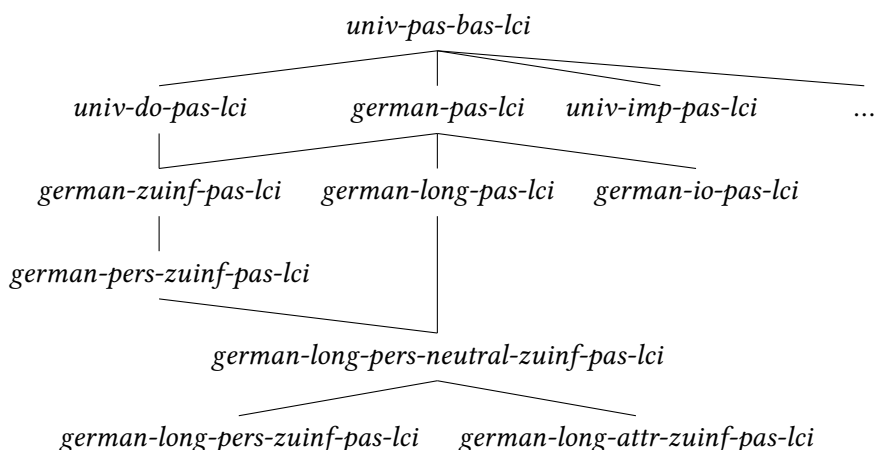 univ-pas-bas-lci
univ-do-pas-lci german-pas-lci univ-imp-pas-lci ...
german-zuinf-pas-lci german-long-pas-lci german-io-pas-lci
german-pers-zuinf-pas-lci
german-long-pers-neutral-zuinf-pas-lci
german-long-pers-zuinf-pas-lci german-long-attr-zuinf-pas-lci